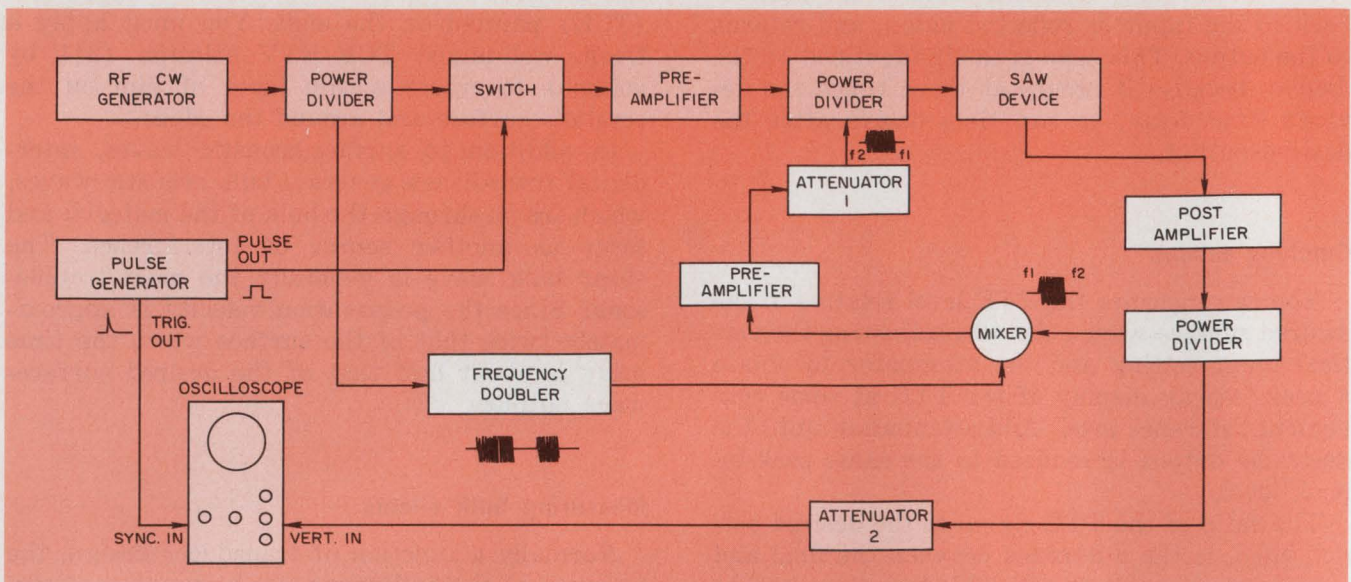 RF CW
GENERATOR
POWER
DIVIDER
SWITCH
PRE-
AMPLIFIER
POWER
DIVIDER
SAW
DEVICE
f2
f1
ATTENUATOR
1
POST
AMPLIFIER
PULSE
OUT
PULSE
GENERATOR
PRE-
AMPLIFIER
f1
f2
TRIG.
OUT
MIXER
POWER
DIVIDER
OSCILLOSCOPE
FREQUENCY
DOUBLER
SYNC. IN
VERT. IN
ATTENUATOR
2